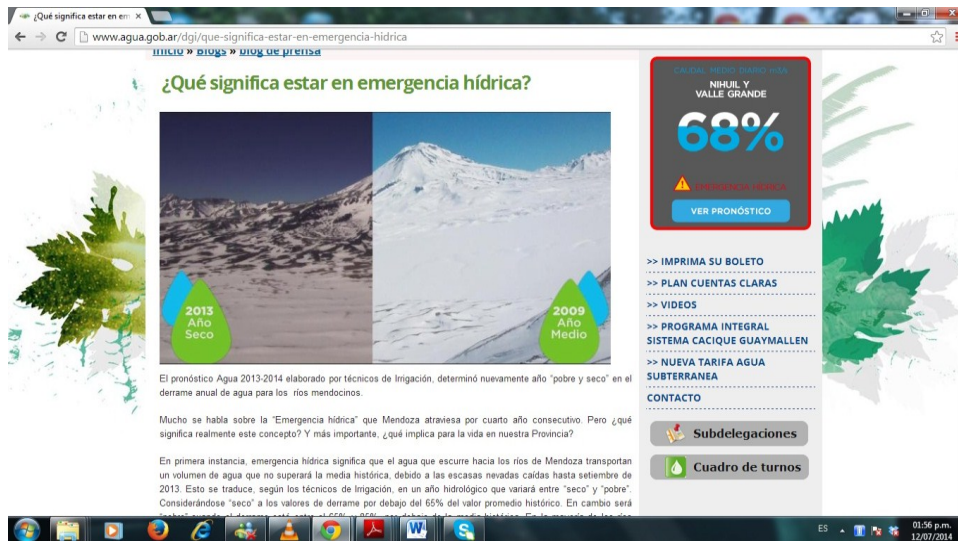 ¿Qué significa estar en em
www.agua.gob.ar/dgi/que-significa-estar-en-emergencia-hidrica
Inicio » Blogs » blog de prensa
¿Qué significa estar en emergencia hídrica?
2013
Año
Seco
2009
Año
Medio
El pronóstico Agua 2013-2014 elaborado por técnicos de Irrigación, determinó nuevamente año "pobre y seco" en el
derrame anual de agua para los ríos mendocinos.
Mucho se habla sobre la "Emergencia hídrica" que Mendoza atraviesa por cuarto año consecutivo. Pero ¿qué
significa realmente este concepto? Y más importante, ¿qué implica para la vida en nuestra Provincia?
En primera instancia, emergencia hídrica significa que el agua que escurre hacia los ríos de Mendoza transportan
un volumen de agua que no superará la media histórica, debido a las escasas nevadas caídas hasta setiembre de
2013. Esto se traduce, según los técnicos de Irrigación, en un año hidrológico que variará entre "seco" y "pobre".
Considerándose "seco" a los valores de derrame por debajo del 65% del valor promedio histórico. En cambio será
CAUDAL MEDIO DIARIO
NIHUIL Y
VALLE GRANDE
68%
EMERGENCIA HIDRICA
VER PRONÓSTICO
>> IMPRIMA SU BOLETO
>> PLAN CUENTAS CLARAS
>> VIDEOS
>> PROGRAMA INTEGRAL
SISTEMA CACIQUE GUAYMALLEN
>> NUEVA TARIFA AGUA
SUBTERRANEA
CONTACTO
Subdelegaciones
Cuadro de turnos
ES
01:56 p.m.
12/07/2014